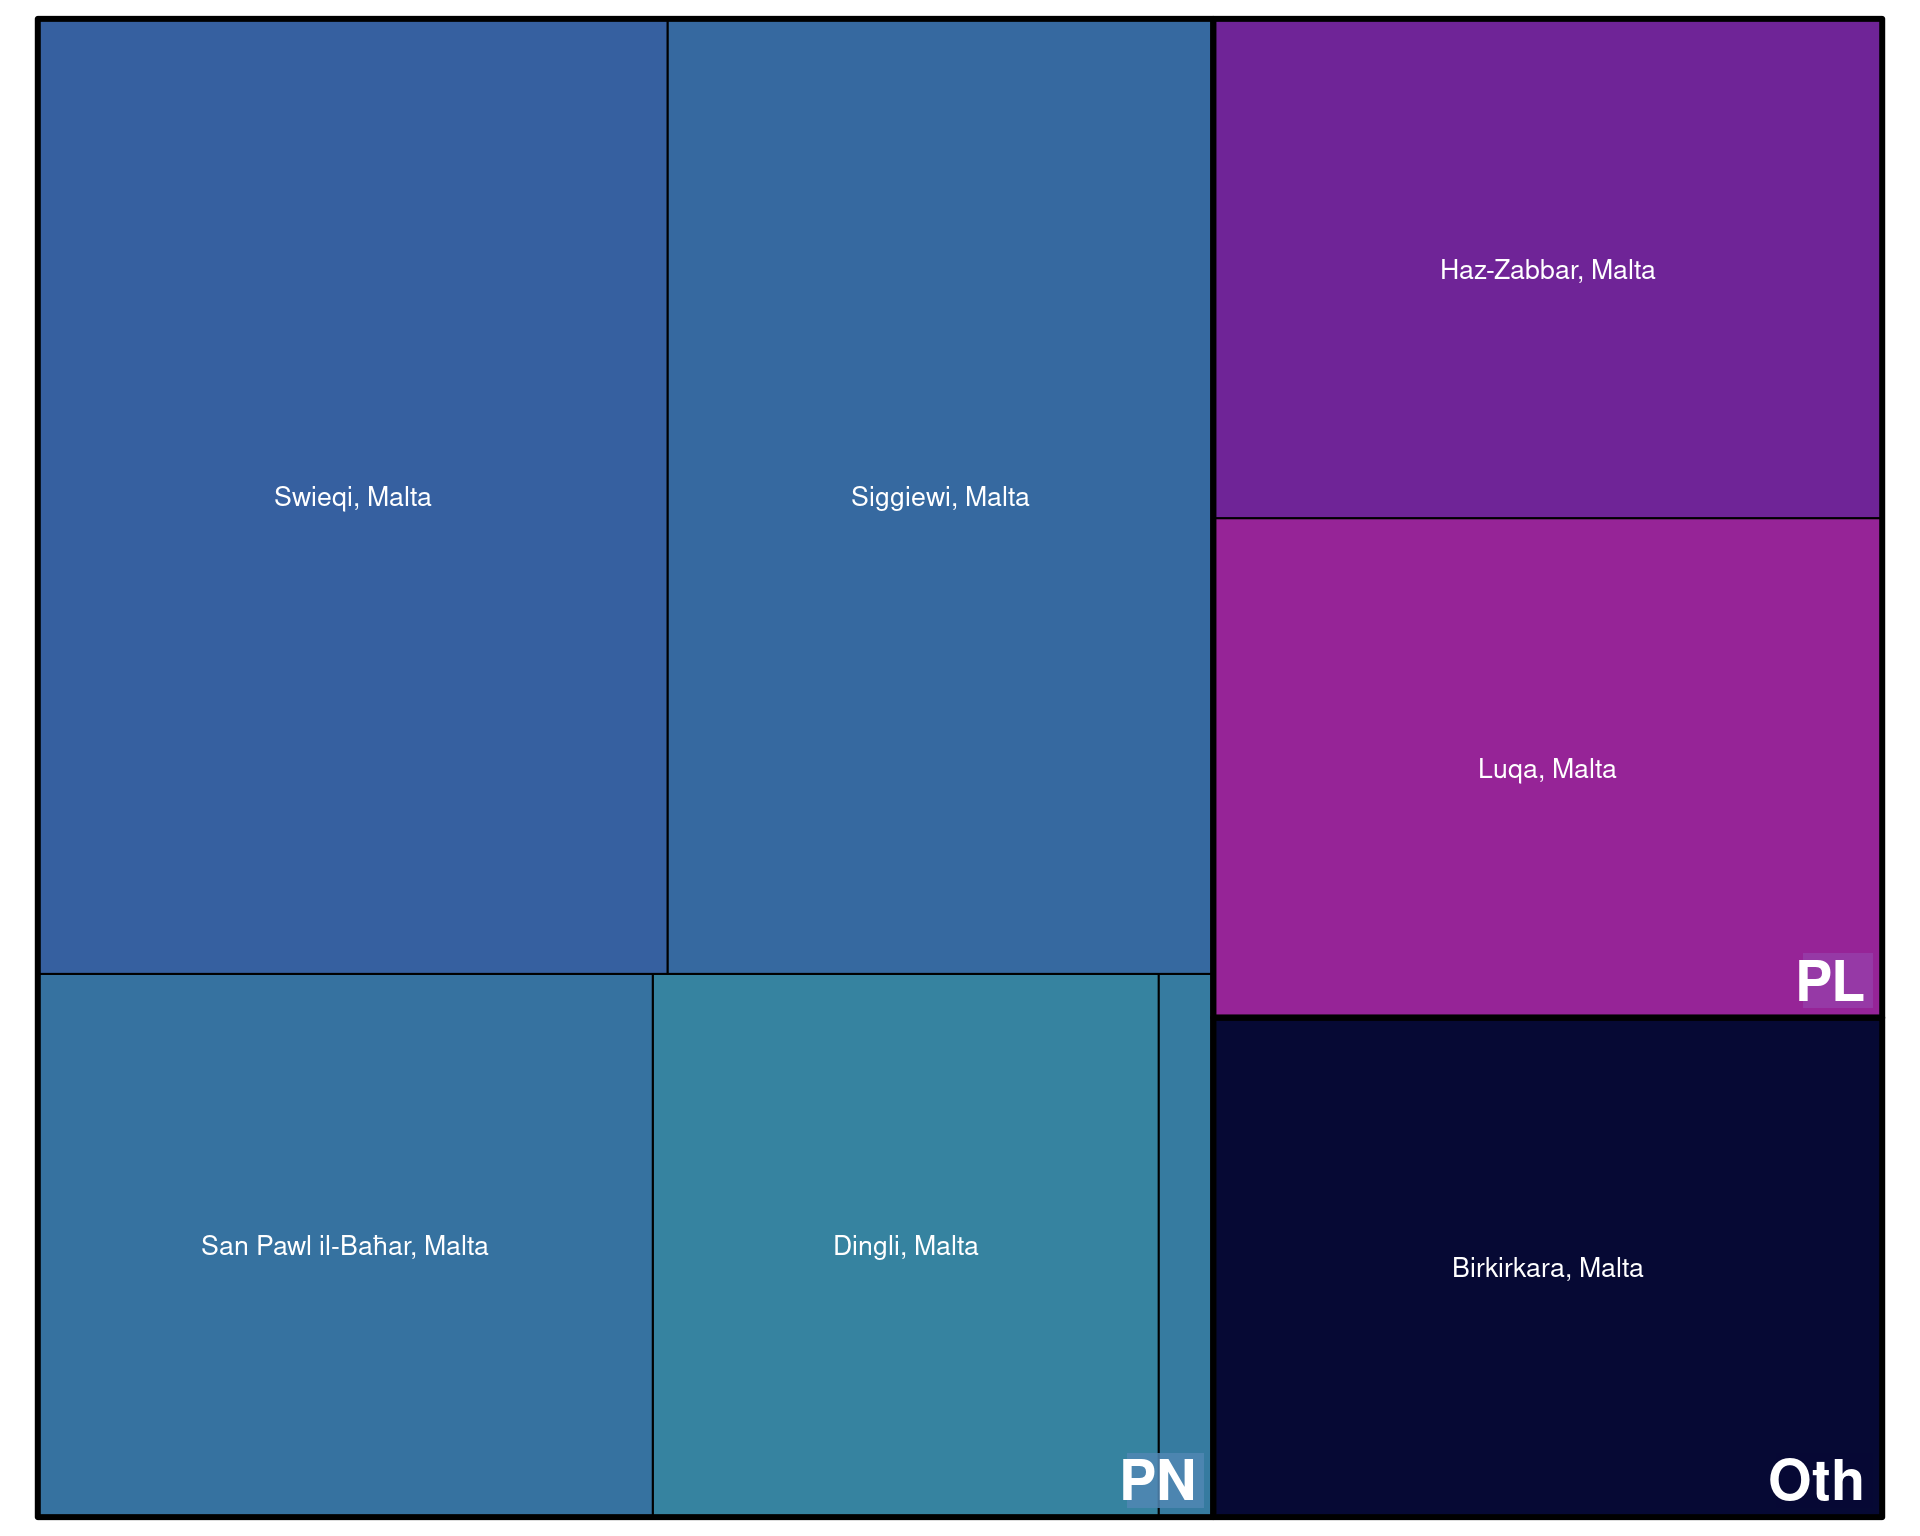 Swieqi, Malta
Siggiewi, Malta
San Pawl il-Baħar, Malta
Dingli, Malta
PN
Haz-Zabbar, Malta
Luqa, Malta
PL
Birkirkara, Malta
Oth